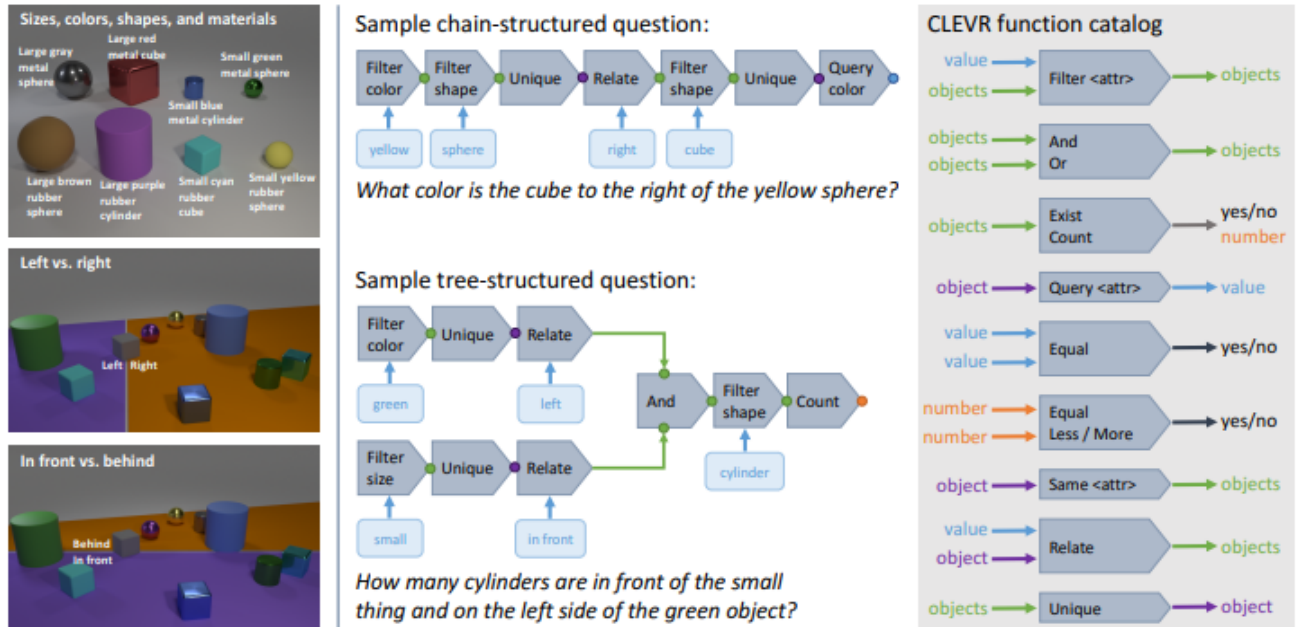 Sizes, colors, shapes, and materials
Large gray
metal
sphere
Large red
metal cube
Small green
metal sphere
Small blue
metal cylinder
Large brown
rubber
sphere
Large purple
rubber
cylinder
Small cyan
rubber
cube
Small yellow
rubber
sphere
Left vs. right
Left Right
In front vs. behind
Behind
In front
Sample chain-structured question:
Filter
color
Filter
shape
Unique
Relate
Filter
shape
Unique
Query
color
yellow
sphere
right
cube
What color is the cube to the right of the yellow sphere?
Sample tree-structured question:
Filter
color
Unique
Relate
green
left
And
Filter
shape
Count
cylinder
Filter
size
Unique
Relate
small
in front
How many cylinders are in front of the small
thing and on the left side of the green object?
CLEVR function catalog
value
objects
Filter <attr>
objects
objects
objects
And
Or
objects
objects
Exist
Count
yes/no
number
object
Query <attr>
value
value
value
Equal
yes/no
number
number
Equal
Less / More
yes/no
object
Same <attr>
objects
value
object
Relate
objects
objects
Unique
object